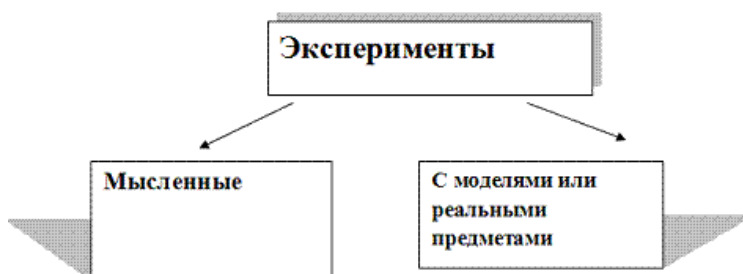 Эксперименты
Мысленные
С моделями или
реальными
предметами